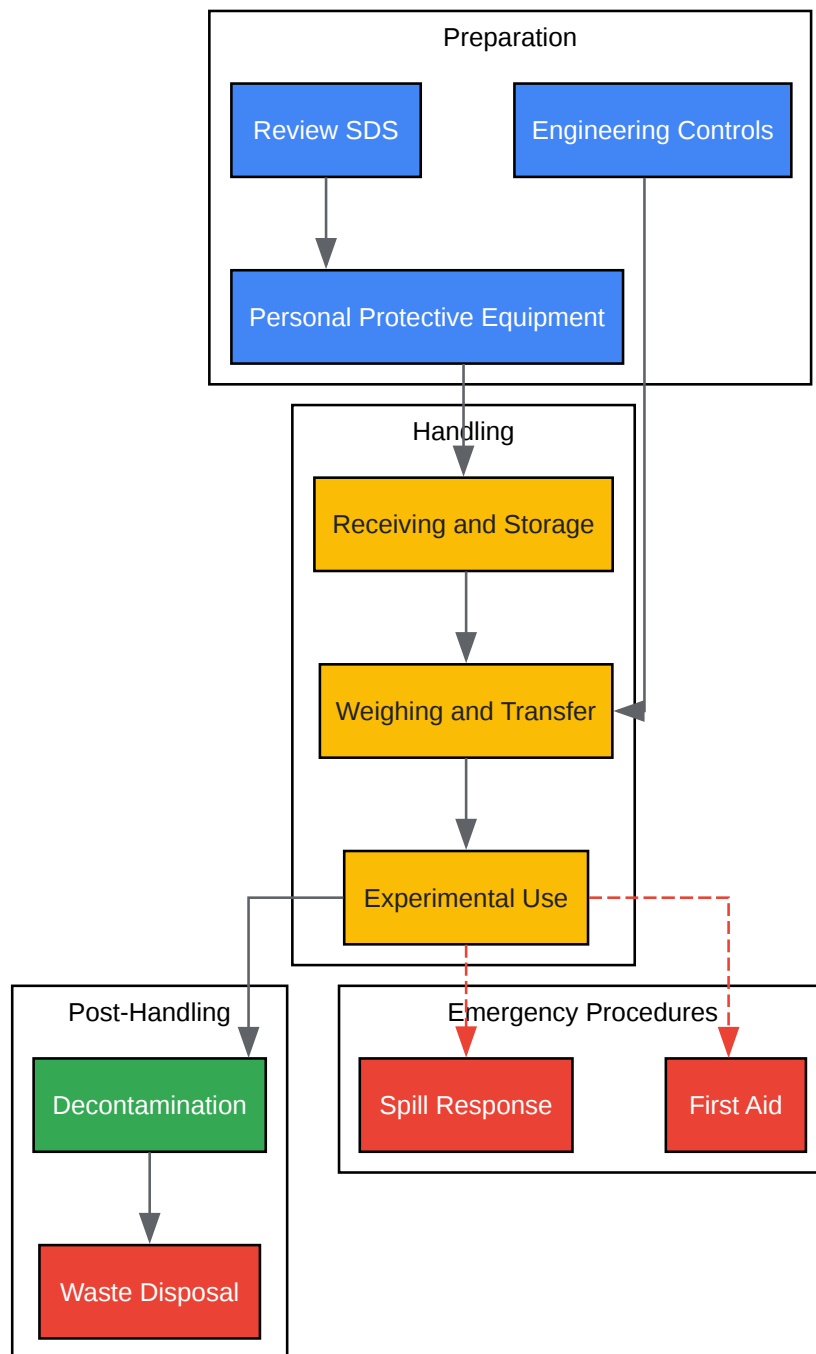 Preparation
Review SDS
Engineering Controls
Personal Protective Equipment
Handling
Receiving and Storage
Weighing and Transfer
Experimental Use
Post-Handling
Emergency Procedures
Decontamination
Spill Response
First Aid
Waste Disposal